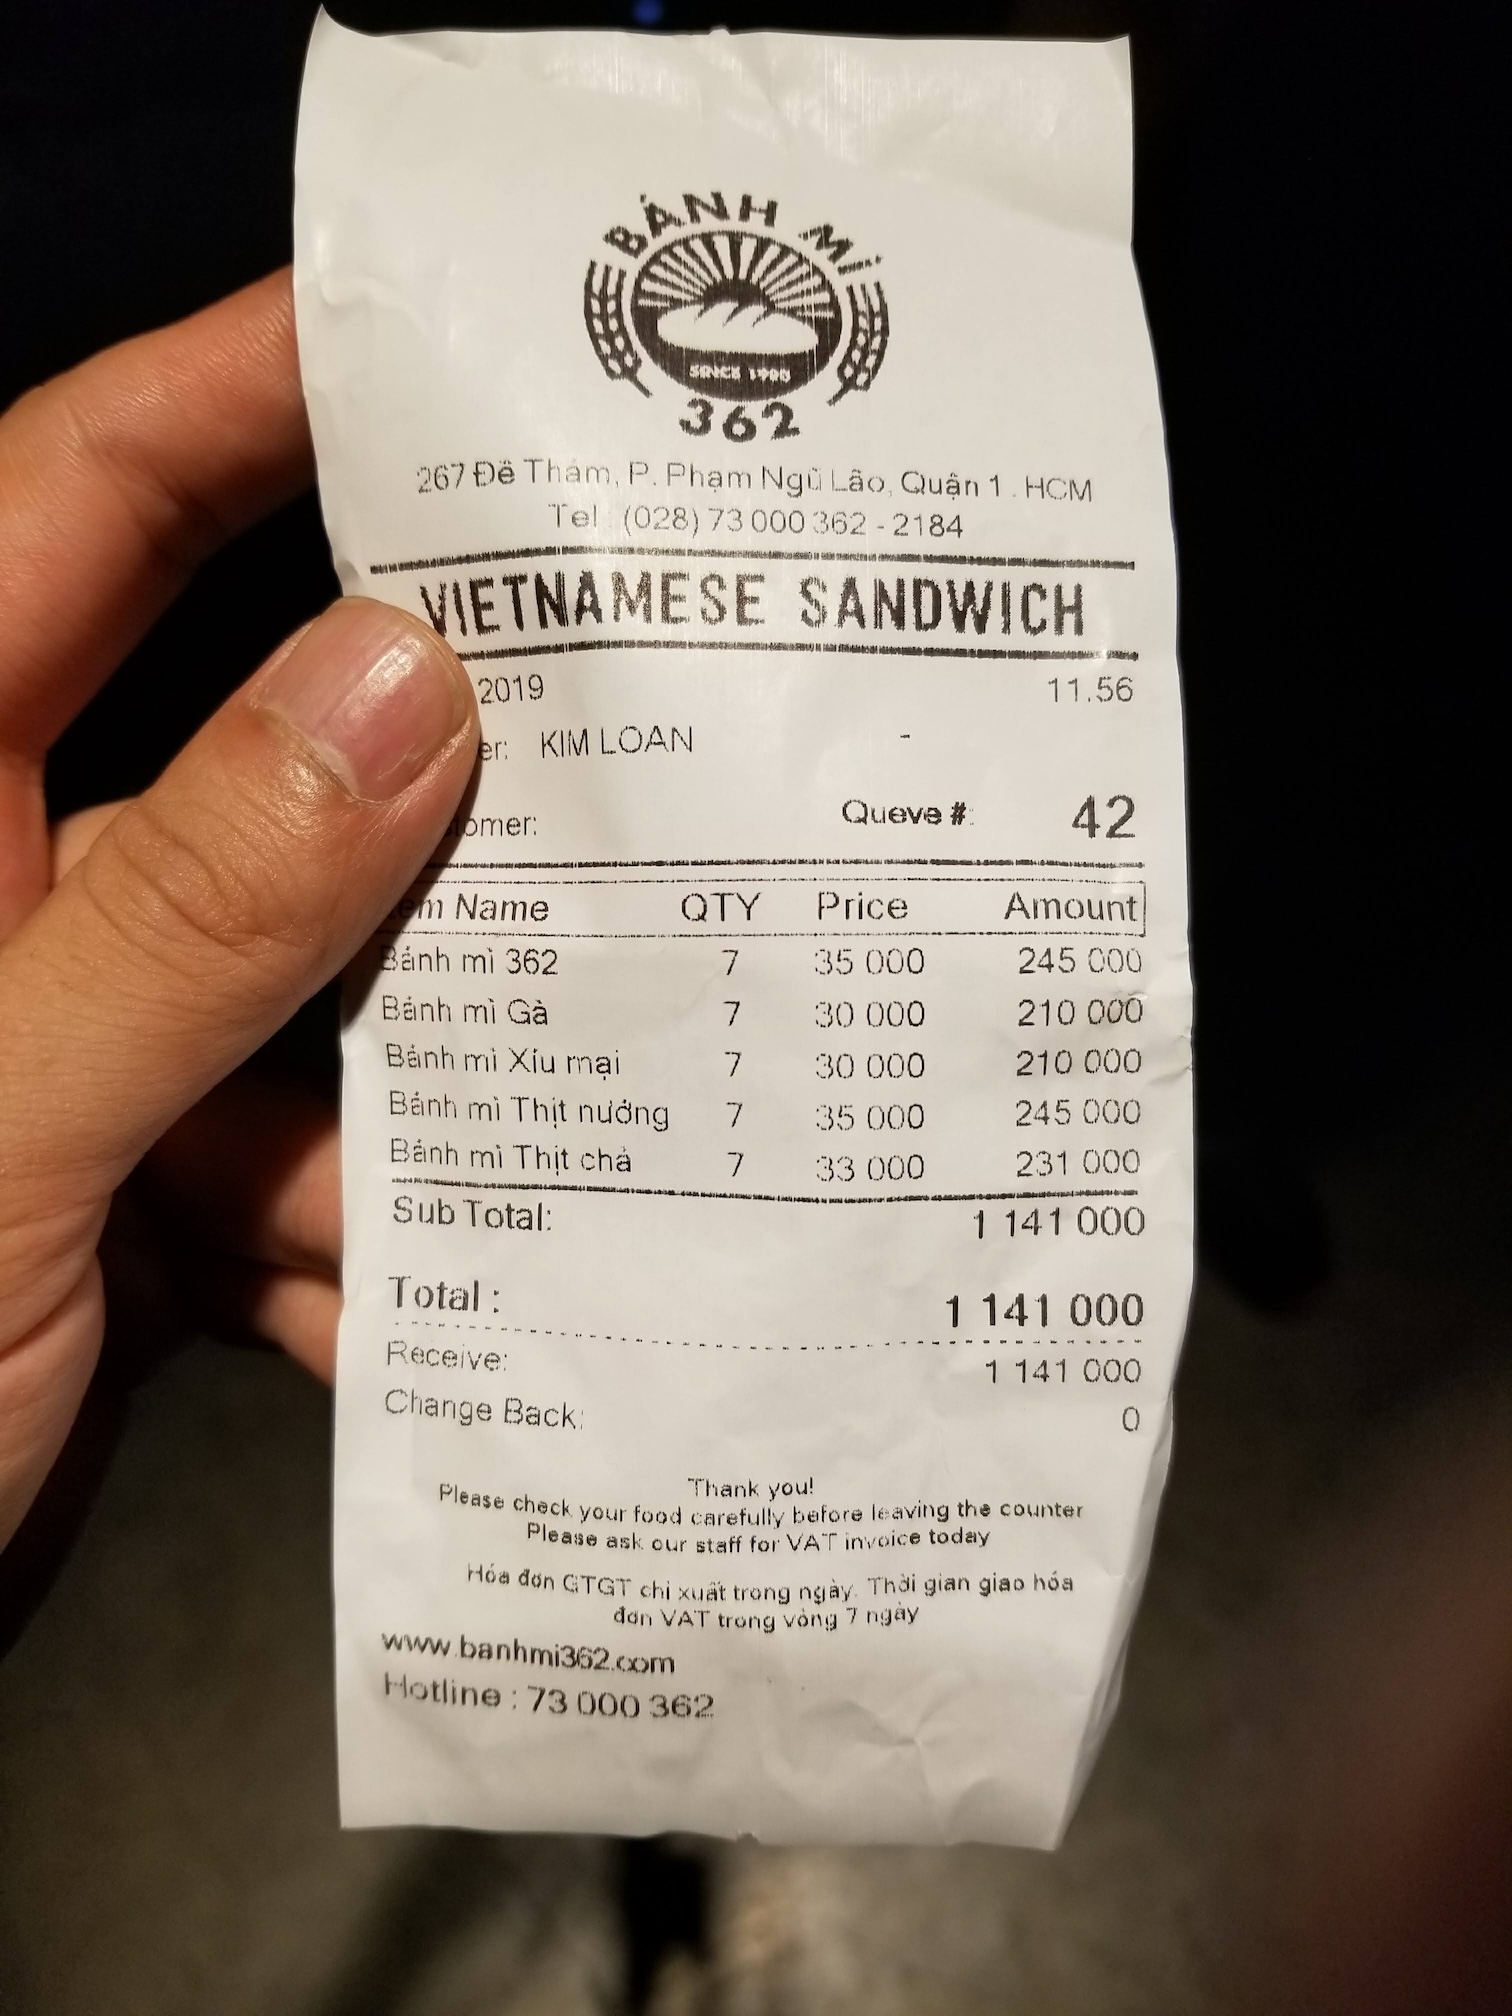 BÁNH MÌ
SINCE 1980
362
267 Đề Thám, P. Phạm Ngũ Lão, Quận 1. HCM
Tel: (028) 73 000 362 - 2184
VIETNAMESE SANDWICH
2019 11.56
er: KIM LOAN -
tomer: Queve #: 42
em Name QTY Price Amount
Bánh mì 362 7 35 000 245 000
Bánh mì Gà 7 30 000 210 000
Bánh mì Xíu mại 7 30 000 210 000
Bánh mì Thịt nướng 7 35 000 245 000
Bánh mì Thịt chả 7 33 000 231 000
Sub Total: 1 141 000
Total : 1 141 000
Receive: 1 141 000
Change Back: 0
Thank you!
Please check your food carefully before leaving the counter
Please ask our staff for VAT invoice today
Hóa đơn GTGT chỉ xuất trong ngày. Thời gian giao hóa
đơn VAT trong vòng 7 ngày
www.banhmi362.com
Hotline : 73 000 362